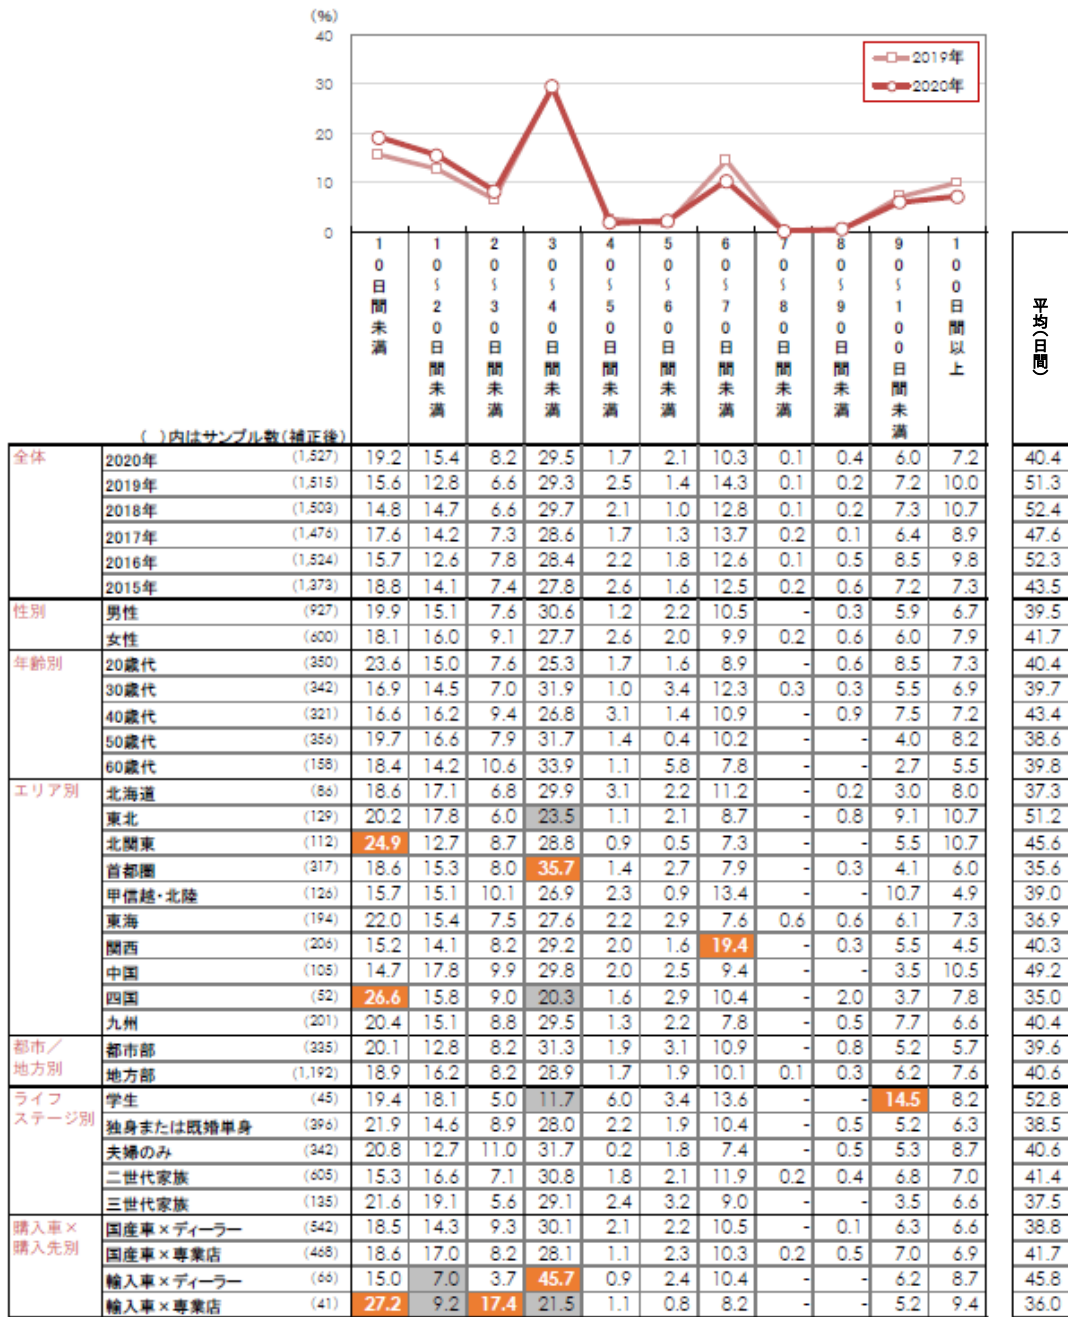 (%)
40
30
20
10
0
2019年
2020年
10日間未満
10～20日間未満
20～30日間未満
30～40日間未満
40～50日間未満
50～60日間未満
60～70日間未満
70～80日間未満
80～90日間未満
90～100日間未満
100日間以上
平均(日間)
(　)内はサンプル数(補正後)
全体 2020年 (1,527) 19.2 15.4 8.2 29.5 1.7 2.1 10.3 0.1 0.4 6.0 7.2 40.4
2019年 (1,515) 15.6 12.8 6.6 29.3 2.5 1.4 14.3 0.1 0.2 7.2 10.0 51.3
2018年 (1,503) 14.8 14.7 6.6 29.7 2.1 1.0 12.8 0.1 0.2 7.3 10.7 52.4
2017年 (1,476) 17.6 14.2 7.3 28.6 1.7 1.3 13.7 0.2 0.1 6.4 8.9 47.6
2016年 (1,524) 15.7 12.6 7.8 28.4 2.2 1.8 12.6 0.1 0.5 8.5 9.8 52.3
2015年 (1,373) 18.8 14.1 7.4 27.8 2.6 1.6 12.5 0.2 0.6 7.2 7.3 43.5
性別 男性 (927) 19.9 15.1 7.6 30.6 1.2 2.2 10.5 - 0.3 5.9 6.7 39.5
女性 (600) 18.1 16.0 9.1 27.7 2.6 2.0 9.9 0.2 0.6 6.0 7.9 41.7
年齢別 20歳代 (350) 23.6 15.0 7.6 25.3 1.7 1.6 8.9 - 0.6 8.5 7.3 40.4
30歳代 (342) 16.9 14.5 7.0 31.9 1.0 3.4 12.3 0.3 0.3 5.5 6.9 39.7
40歳代 (321) 16.6 16.2 9.4 26.8 3.1 1.4 10.9 - 0.9 7.5 7.2 43.4
50歳代 (356) 19.7 16.6 7.9 31.7 1.4 0.4 10.2 - - 4.0 8.2 38.6
60歳代 (158) 18.4 14.2 10.6 33.9 1.1 5.8 7.8 - - 2.7 5.5 39.8
エリア別 北海道 (86) 18.6 17.1 6.8 29.9 3.1 2.2 11.2 - 0.2 3.0 8.0 37.3
東北 (129) 20.2 17.8 6.0 23.5 1.1 2.1 8.7 - 0.8 9.1 10.7 51.2
北関東 (112) 24.9 12.7 8.7 28.8 0.9 0.5 7.3 - - 5.5 10.7 45.6
首都圏 (317) 18.6 15.3 8.0 35.7 1.4 2.7 7.9 - 0.3 4.1 6.0 35.6
甲信越・北陸 (126) 15.7 15.1 10.1 26.9 2.3 0.9 13.4 - - 10.7 4.9 39.0
東海 (194) 22.0 15.4 7.5 27.6 2.2 2.9 7.6 0.6 0.6 6.1 7.3 36.9
関西 (206) 15.2 14.1 8.2 29.2 2.0 1.6 19.4 - 0.3 5.5 4.5 40.3
中国 (105) 14.7 17.8 9.9 29.8 2.0 2.5 9.4 - - 3.5 10.5 49.2
四国 (52) 26.6 15.8 9.0 20.3 1.6 2.9 10.4 - 2.0 3.7 7.8 35.0
九州 (201) 20.4 15.1 8.8 29.5 1.3 2.2 7.8 - 0.5 7.7 6.6 40.4
都市／ 都市部 (335) 20.1 12.8 8.2 31.3 1.9 3.1 10.9 - 0.8 5.2 5.7 39.6
地方別 地方部 (1,192) 18.9 16.2 8.2 28.9 1.7 1.9 10.1 0.1 0.3 6.2 7.6 40.6
ライフ 学生 (45) 19.4 18.1 5.0 11.7 6.0 3.4 13.6 - - 14.5 8.2 52.8
ステージ別 独身または既婚単身 (396) 21.9 14.6 8.9 28.0 2.2 1.9 10.4 - 0.5 5.2 6.3 38.5
夫婦のみ (342) 20.8 12.7 11.0 31.7 0.2 1.8 7.4 - 0.5 5.3 8.7 40.6
二世代家族 (605) 15.3 16.6 7.1 30.8 1.8 2.1 11.9 0.2 0.4 6.8 7.0 41.4
三世代家族 (135) 21.6 19.1 5.6 29.1 2.4 3.2 9.0 - - 3.5 6.6 37.5
購入車× 国産車×ディーラー (542) 18.5 14.3 9.3 30.1 2.1 2.2 10.5 - 0.1 6.3 6.6 38.8
購入先別 国産車×専業店 (468) 18.6 17.0 8.2 28.1 1.1 2.3 10.3 0.2 0.5 7.0 6.9 41.7
輸入車×ディーラー (66) 15.0 7.0 3.7 45.7 0.9 2.4 10.4 - - 6.2 8.7 45.8
輸入車×専業店 (41) 27.2 9.2 17.4 21.5 1.1 0.8 8.2 - - 5.2 9.4 36.0